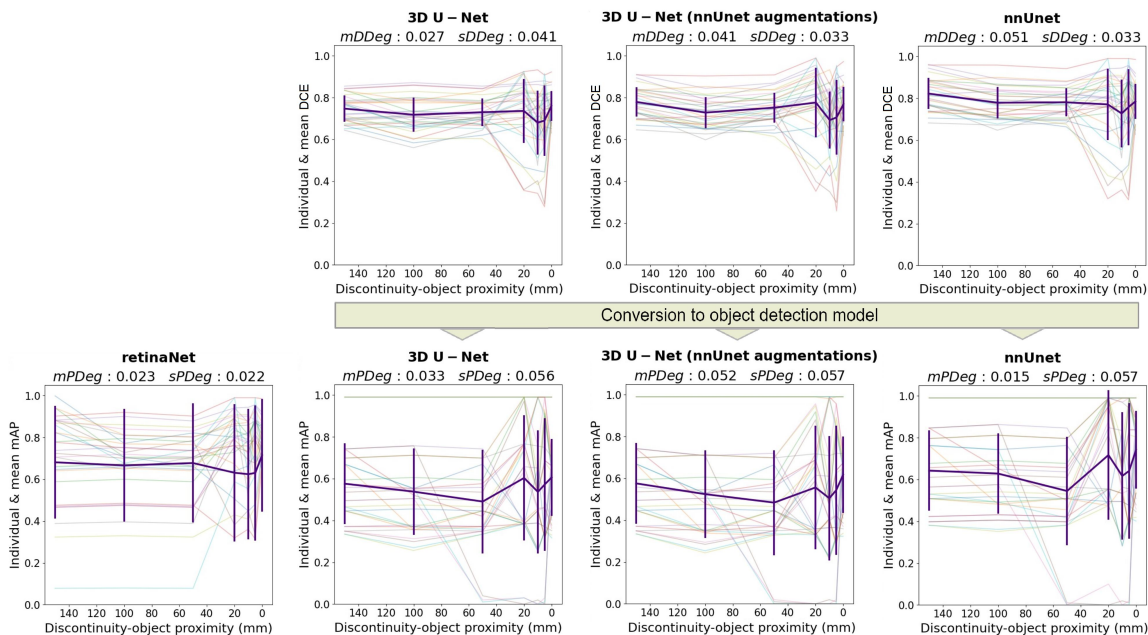 3D U − Net
mDDeg : 0.027 sDDeg : 0.041
1.0
0.8
0.6
0.4
0.2
0.0
Individual & mean DCE
140 120 100 80 60 40 20 0
Discontinuity-object proximity (mm)
3D U − Net (nnUnet augmentations)
mDDeg : 0.041 sDDeg : 0.033
1.0
0.8
0.6
0.4
0.2
0.0
Individual & mean DCE
140 120 100 80 60 40 20 0
Discontinuity-object proximity (mm)
nnUnet
mDDeg : 0.051 sDDeg : 0.033
1.0
0.8
0.6
0.4
0.2
0.0
Individual & mean DCE
140 120 100 80 60 40 20 0
Discontinuity-object proximity (mm)
Conversion to object detection model
retinaNet
mPDeg : 0.023 sPDeg : 0.022
1.0
0.8
0.6
0.4
0.2
0.0
Individual & mean mAP
140 120 100 80 60 40 20 0
Discontinuity-object proximity (mm)
3D U − Net
mPDeg : 0.033 sPDeg : 0.056
1.0
0.8
0.6
0.4
0.2
0.0
Individual & mean mAP
140 120 100 80 60 40 20 0
Discontinuity-object proximity (mm)
3D U − Net (nnUnet augmentations)
mPDeg : 0.052 sPDeg : 0.057
1.0
0.8
0.6
0.4
0.2
0.0
Individual & mean mAP
140 120 100 80 60 40 20 0
Discontinuity-object proximity (mm)
nnUnet
mPDeg : 0.015 sPDeg : 0.057
1.0
0.8
0.6
0.4
0.2
0.0
Individual & mean mAP
140 120 100 80 60 40 20 0
Discontinuity-object proximity (mm)